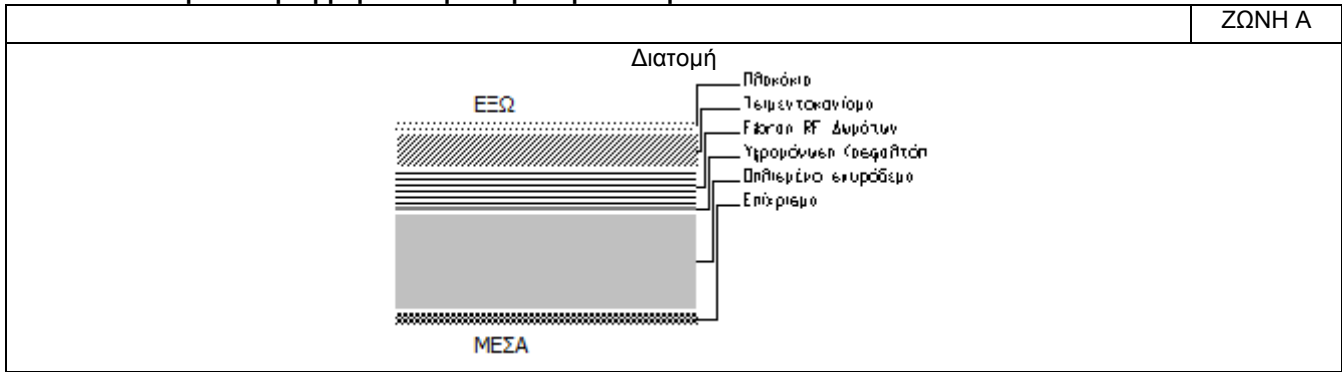 ΖΩΝΗ Α
Διατομή
ΕΞΩ
Πλακάκια
Τσιμεντοκονίαμα
Fibran RF Δωμάτων
Υγρομόνωση
Οπλισμένο σκυρόδεμα
Επίχρισμα
ΜΕΣΑ